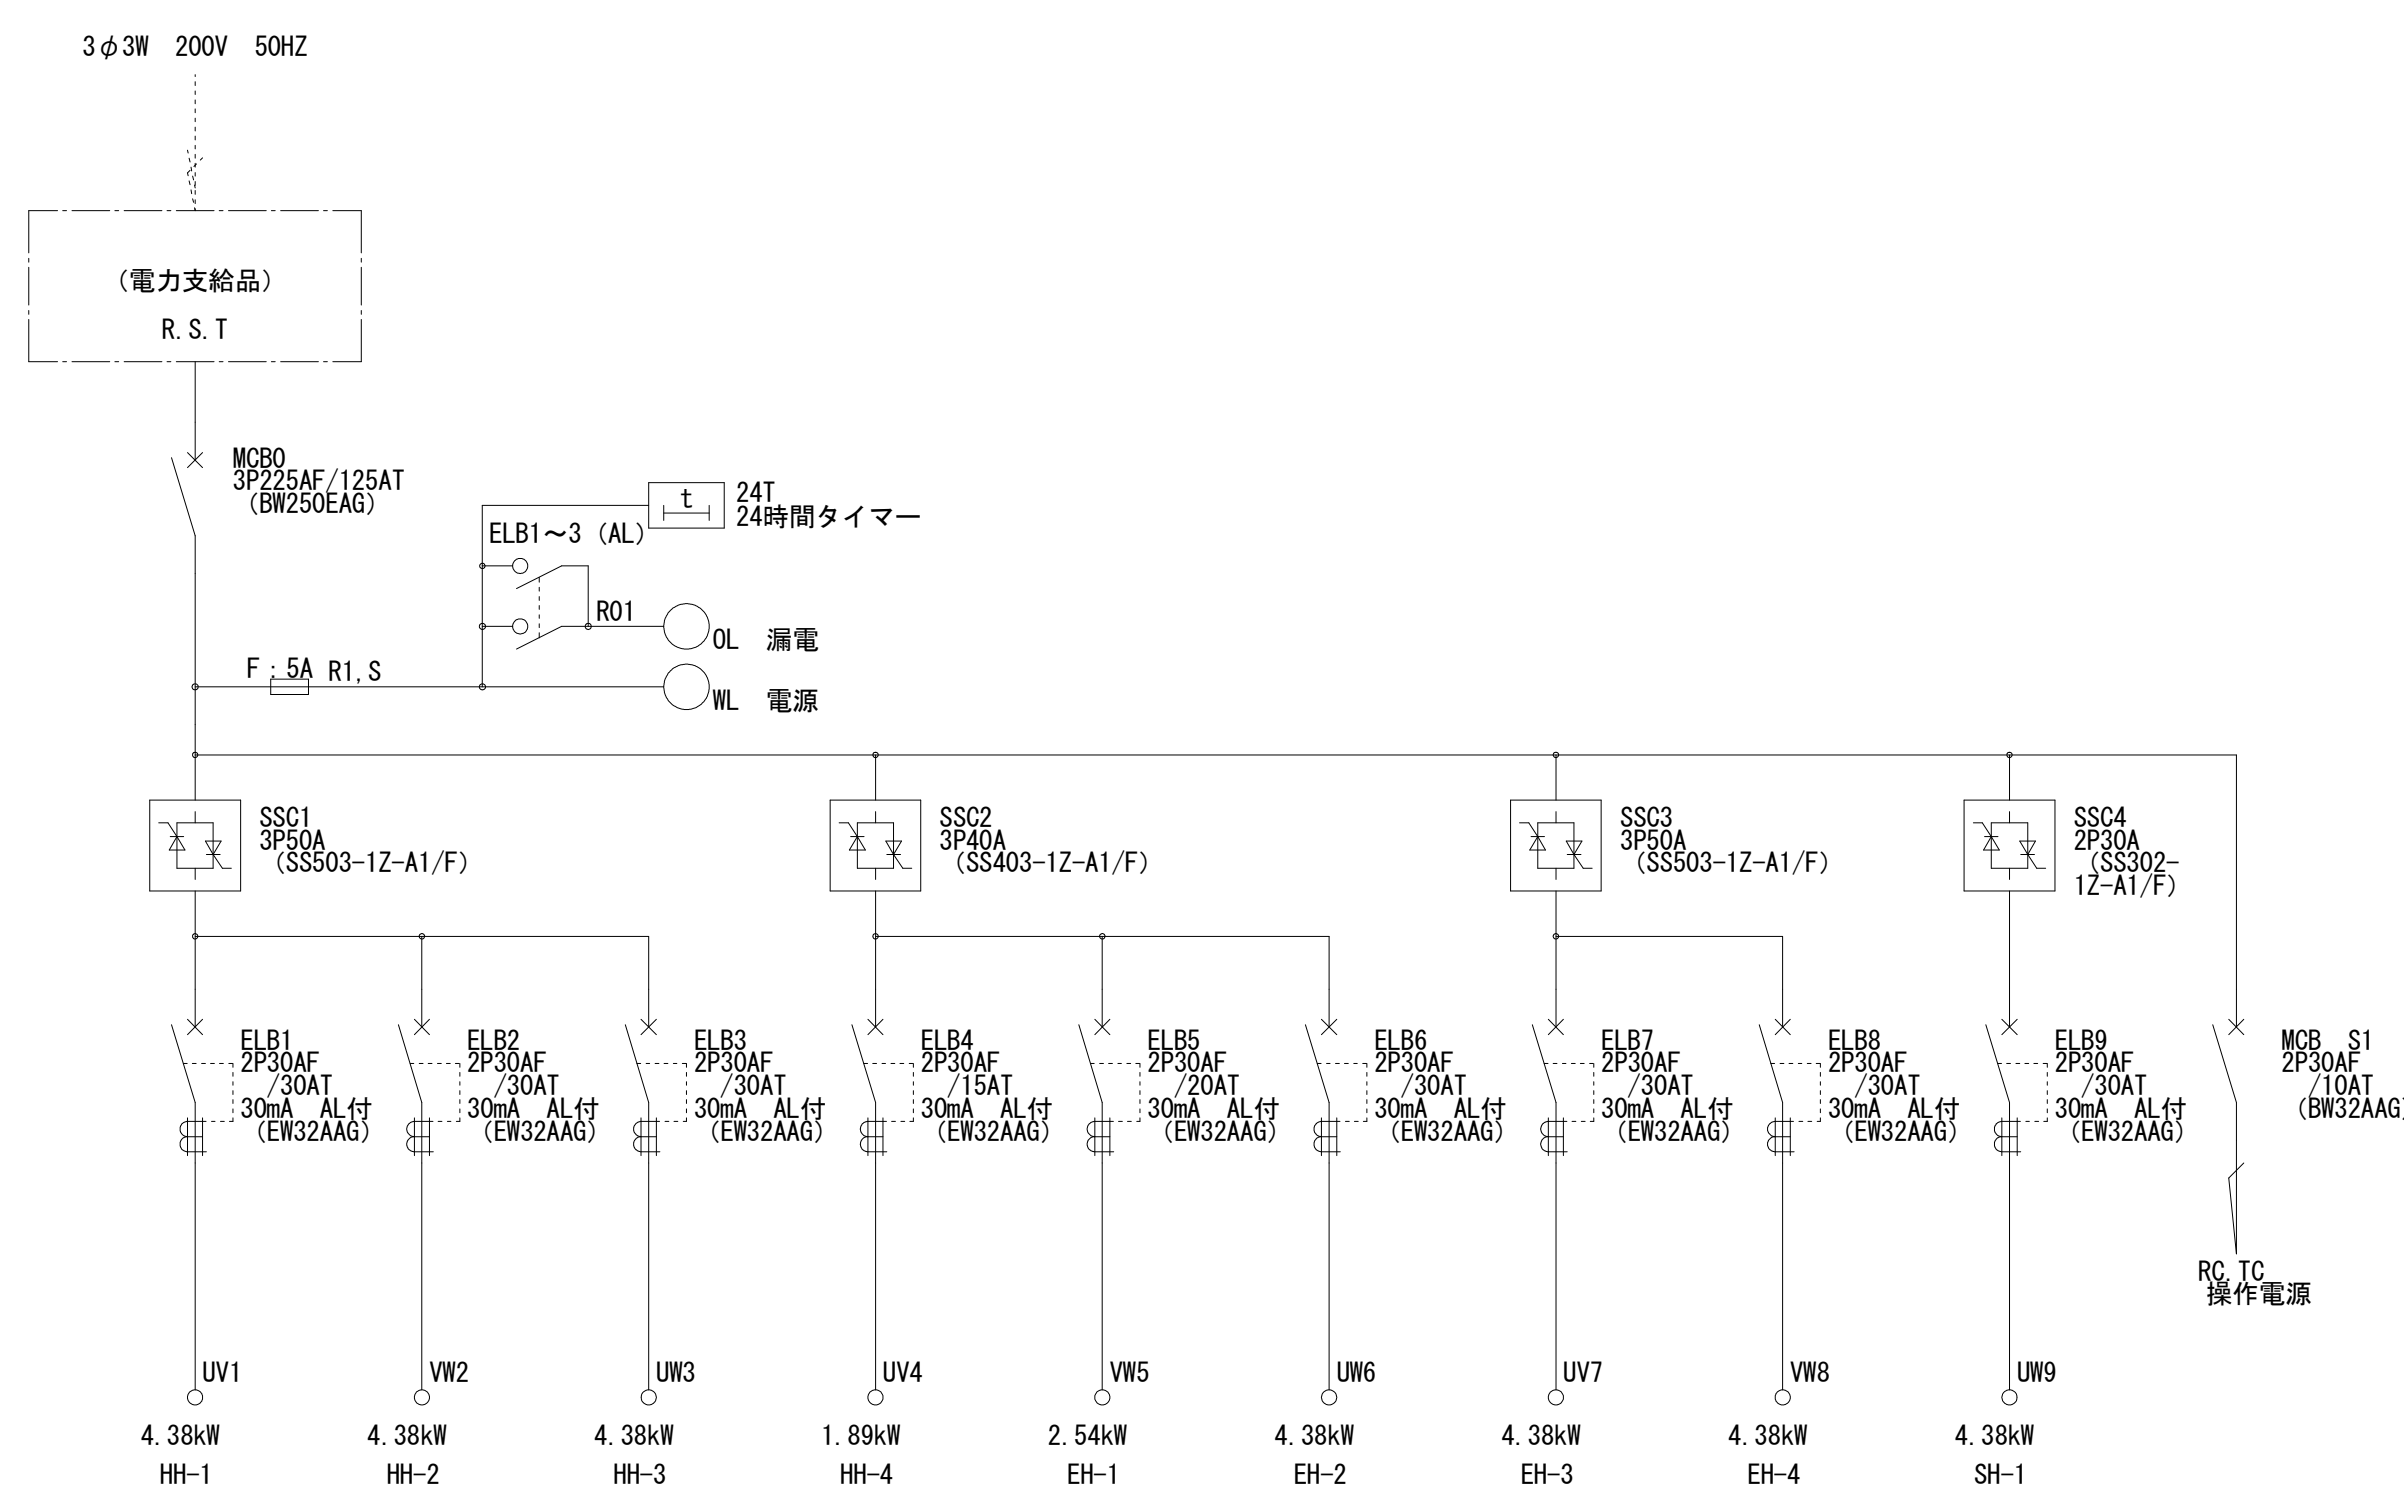 3φ3W 200V 50HZ
(電力支給品)
R.S.T
MCB0
3P225AF/125AT
(BW250EAG)
24T
24時間タイマー
ELB1～3 (AL)
R01
OL 漏電
F:5A R1,S
WL 電源
SSC1
3P50A
(SS503-1Z-A1/F)
SSC2
3P40A
(SS403-1Z-A1/F)
SSC3
3P50A
(SS503-1Z-A1/F)
SSC4
2P30A
(SS302-
1Z-A1/F)
ELB1
2P30AF
/30AT
30mA AL付
(EW32AAG)
ELB2
2P30AF
/30AT
30mA AL付
(EW32AAG)
ELB3
2P30AF
/30AT
30mA AL付
(EW32AAG)
ELB4
2P30AF
/15AT
30mA AL付
(EW32AAG)
ELB5
2P30AF
/20AT
30mA AL付
(EW32AAG)
ELB6
2P30AF
/30AT
30mA AL付
(EW32AAG)
ELB7
2P30AF
/30AT
30mA AL付
(EW32AAG)
ELB8
2P30AF
/30AT
30mA AL付
(EW32AAG)
ELB9
2P30AF
/30AT
30mA AL付
(EW32AAG)
MCB S1
2P30AF
/10AT
(BW32AAG)
RC.TC
操作電源
UV1
VW2
UW3
UV4
VW5
UW6
UV7
VW8
UW9
4.38kW
HH-1
4.38kW
HH-2
4.38kW
HH-3
1.89kW
HH-4
2.54kW
EH-1
4.38kW
EH-2
4.38kW
EH-3
4.38kW
EH-4
4.38kW
SH-1
t